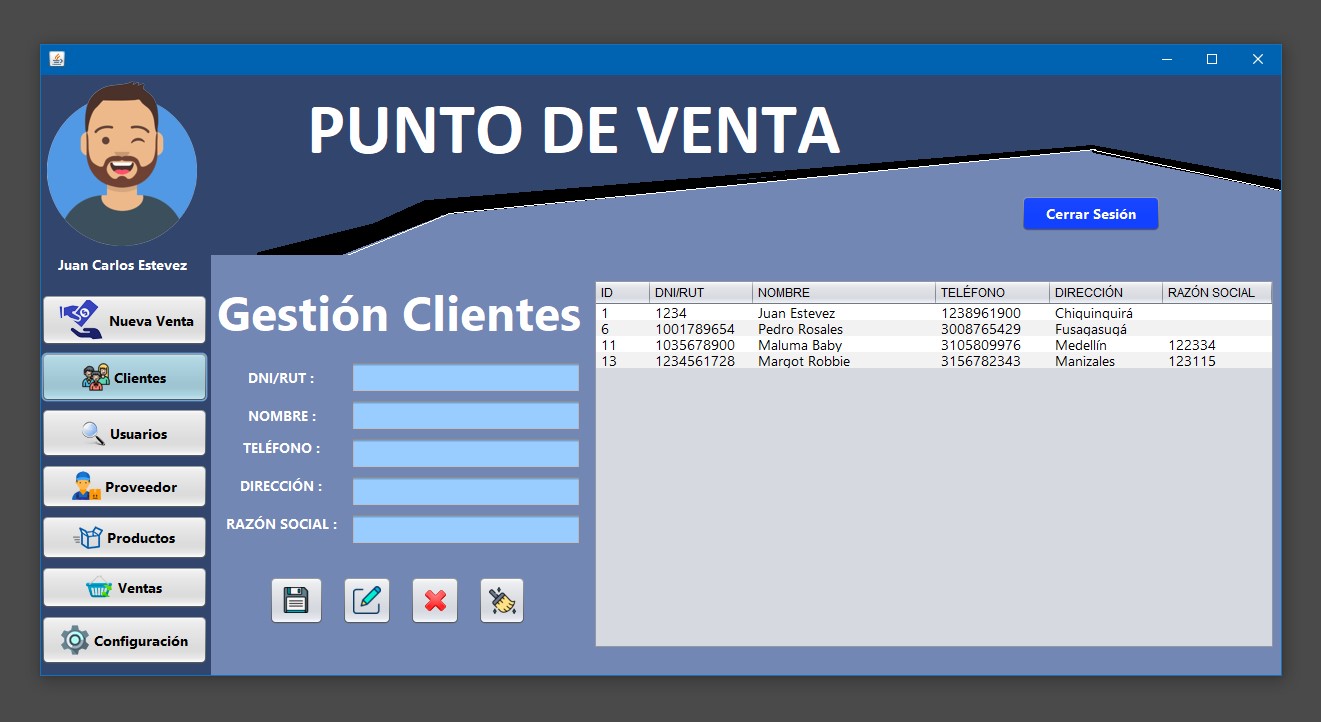 PUNTO DE VENTA
Cerrar Sesión
Juan Carlos Estevez
Nueva Venta
Clientes
Usuarios
Proveedor
Productos
Ventas
Configuración
Gestión Clientes
DNI/RUT :
NOMBRE :
TELÉFONO :
DIRECCIÓN :
RAZÓN SOCIAL :
ID DNI/RUT NOMBRE TELÉFONO DIRECCIÓN RAZÓN SOCIAL
1 1234 Juan Estevez 1238961900 Chiquinquirá
6 1001789654 Pedro Rosales 3008765429 Fusagasugá
11 1035678900 Maluma Baby 3105809976 Medellín 122334
13 1234561728 Margot Robbie 3156782343 Manizales 123115